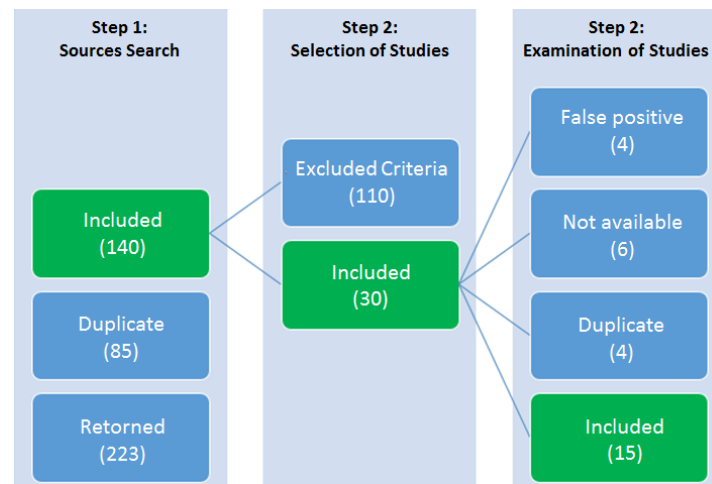 Step 1:
Sources Search
Included
(140)
Duplicate
(85)
Retorned
(223)
Step 2:
Selection of Studies
Excluded Criteria
(110)
Included
(30)
Step 2:
Examination of Studies
False positive
(4)
Not available
(6)
Duplicate
(4)
Included
(15)